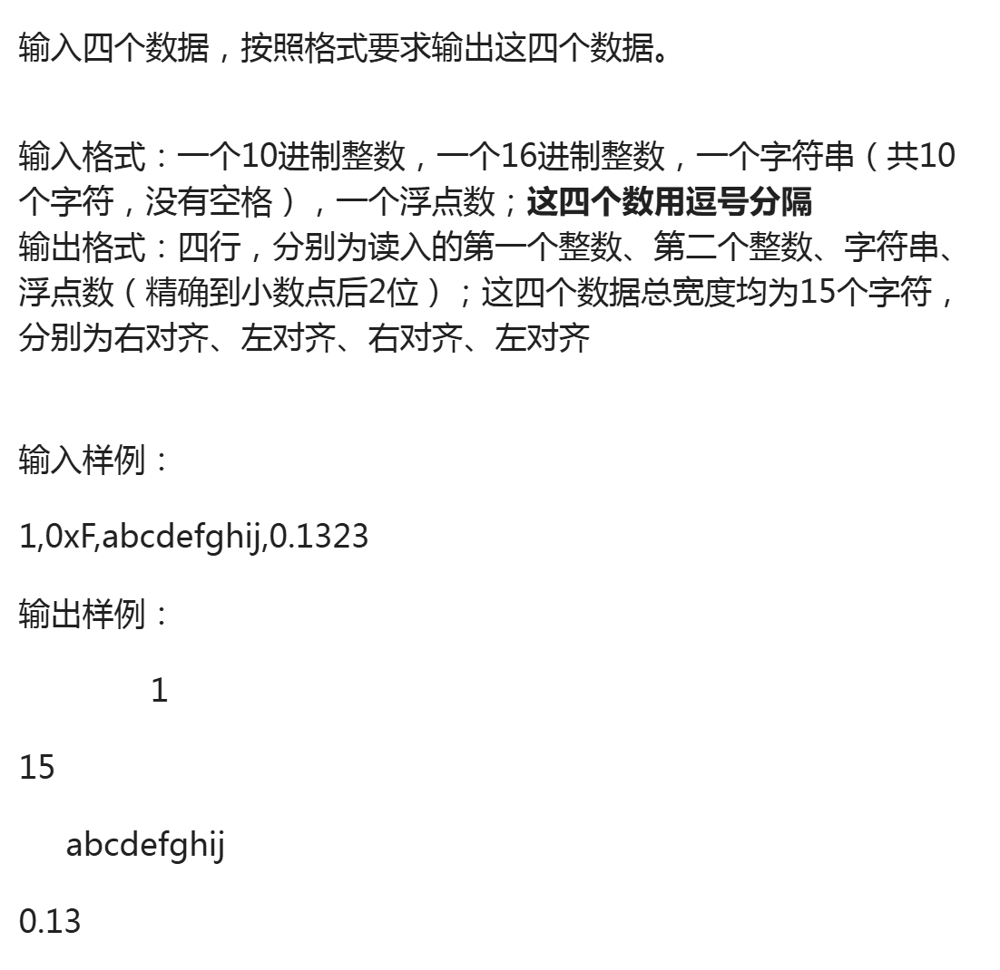 输入四个数据，按照格式要求输出这四个数据。
输入格式：一个10进制整数，一个16进制整数，一个字符串（共10
个字符，没有空格），一个浮点数；这四个数用逗号分隔
输出格式：四行，分别为读入的第一个整数、第二个整数、字符串、
浮点数（精确到小数点后2位）；这四个数据总宽度均为15个字符，
分别为右对齐、左对齐、右对齐、左对齐
输入样例：
1,0xF,abcdefghij,0.1323
输出样例：
1
15
abcdefghij
0.13